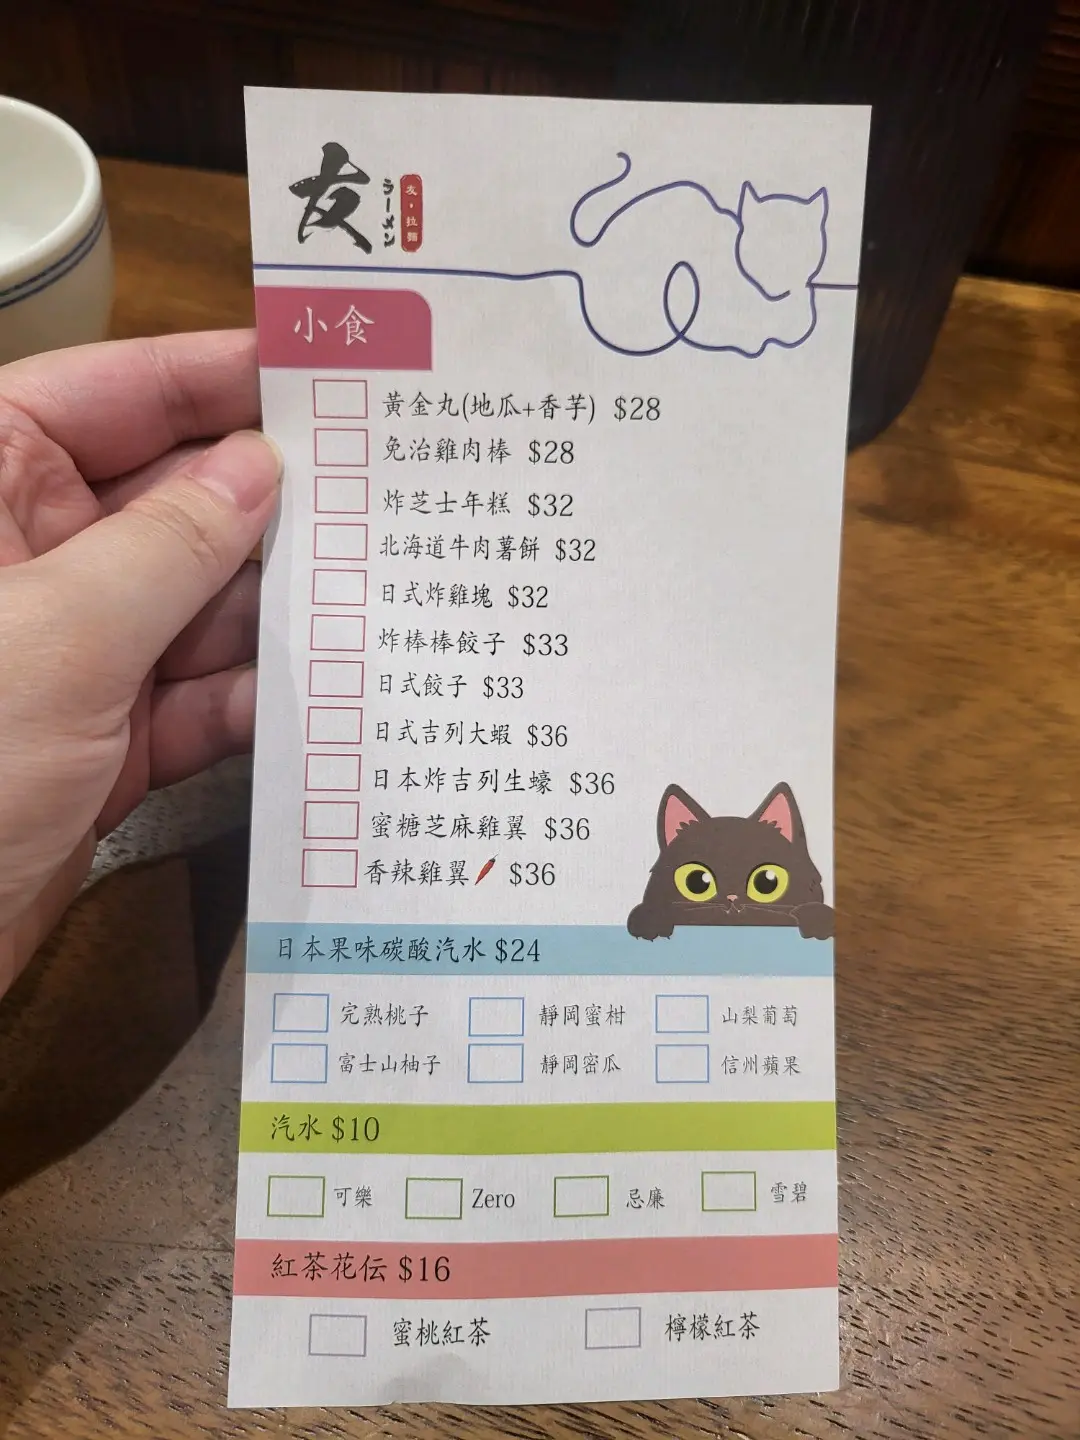 友
ラーメン
友・拉麵
小食
黃金丸(地瓜+香芋) $28
免治雞肉棒 $28
炸芝士年糕 $32
北海道牛肉薯餅 $32
日式炸雞塊 $32
炸棒棒餃子 $33
日式餃子 $33
日式吉列大蝦 $36
日本炸吉列生蠔 $36
蜜糖芝麻雞翼 $36
香辣雞翼 $36
日本果味碳酸汽水 $24
完熟桃子 靜岡蜜柑 山梨葡萄
富士山柚子 靜岡密瓜 信州蘋果
汽水 $10
可樂 Zero 忌廉 雪碧
紅茶花伝 $16
蜜桃紅茶 檸檬紅茶